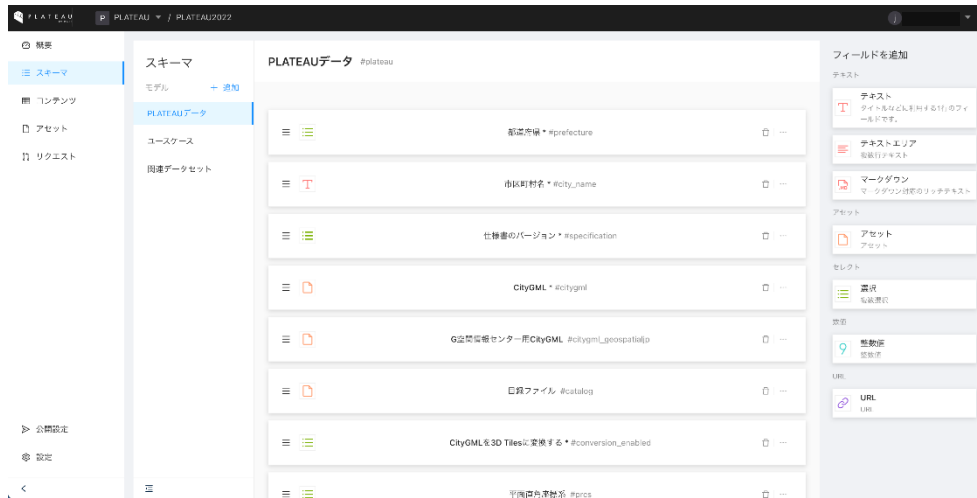 PLATEAU
P PLATEAU / PLATEAU2022
j
概要
スキーマ
コンテンツ
アセット
リクエスト
公開設定
設定
スキーマ
モデル
+ 追加
PLATEAUデータ
ユースケース
関連データセット
PLATEAUデータ #plateau
都道府県 * #prefecture
市区町村名 * #city_name
仕様書のバージョン * #specification
CityGML * #citygml
G空間情報センター用CityGML #citygml_geospatialjp
目録ファイル #catalog
CityGMLを3D Tilesに変換する * #conversion_enabled
平面直角座標系 #prcs
フィールドを追加
テキスト
テキスト
タイトルなどに利用する1行のフィールドです。
テキストエリア
複数行テキスト
マークダウン
マークダウン対応のリッチテキスト
アセット
アセット
アセット
セレクト
選択
複数選択
数値
整数値
整数値
URL
URL
URL